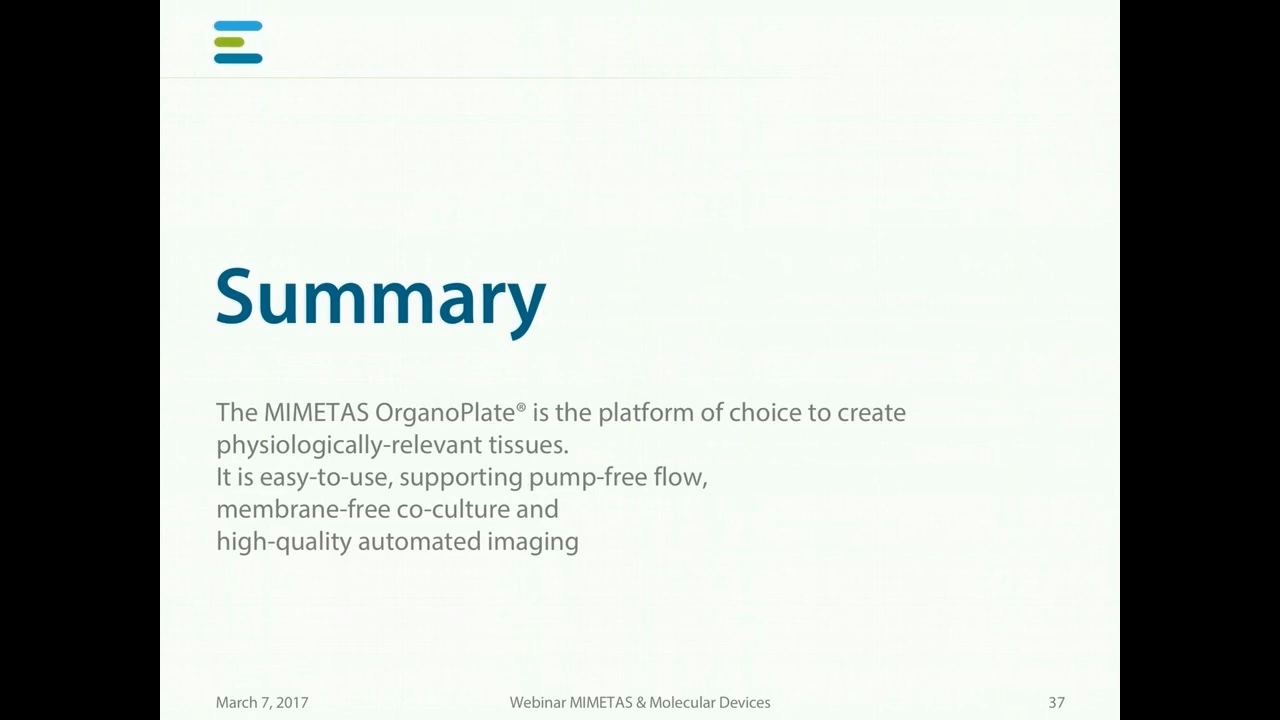 Summary
The MIMETAS OrganoPlate® is the platform of choice to create
physiologically-relevant tissues.
It is easy-to-use, supporting pump-free flow,
membrane-free co-culture and
high-quality automated imaging
March 7, 2017
Webinar MIMETAS & Molecular Devices
37